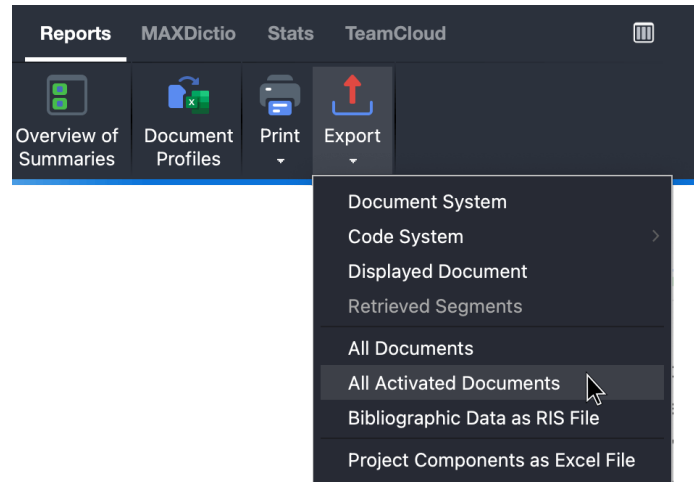 Reports MAXDictio Stats TeamCloud
Overview of Summaries
Document Profiles
Print
Export
Document System
Code System
Displayed Document
Retrieved Segments
All Documents
All Activated Documents
Bibliographic Data as RIS File
Project Components as Excel File